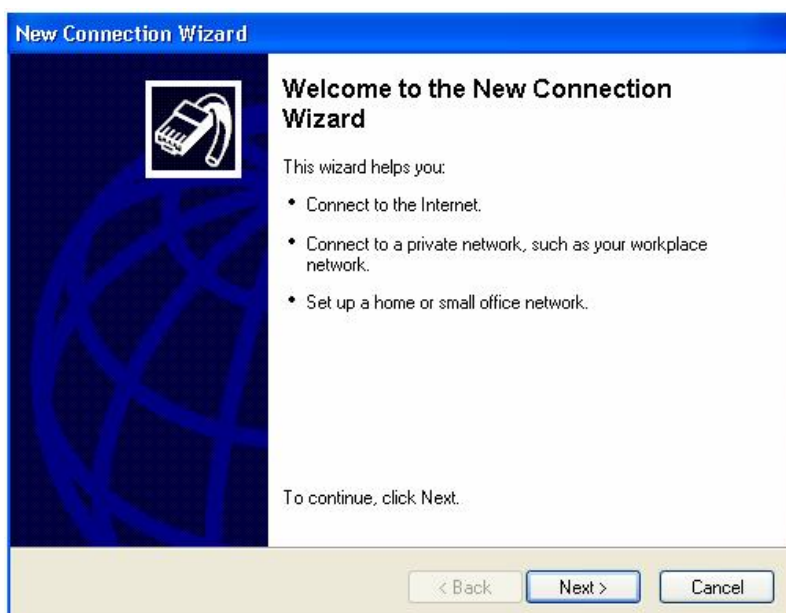 New Connection Wizard
Welcome to the New Connection
Wizard
This wizard helps you:
• Connect to the Internet.
• Connect to a private network, such as your workplace
network.
• Set up a home or small office network.
To continue, click Next.
< Back Next > Cancel